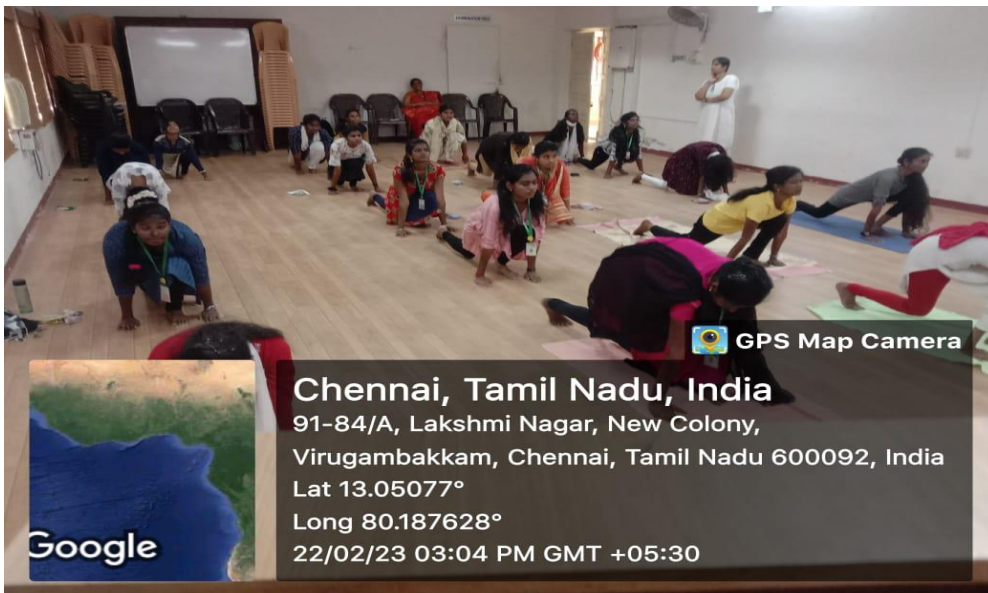 GPS Map Camera
Chennai, Tamil Nadu, India
91-84/A, Lakshmi Nagar, New Colony,
Virugambakkam, Chennai, Tamil Nadu 600092, India
Lat 13.05077°
Long 80.187628°
22/02/23 03:04 PM GMT +05:30
Google